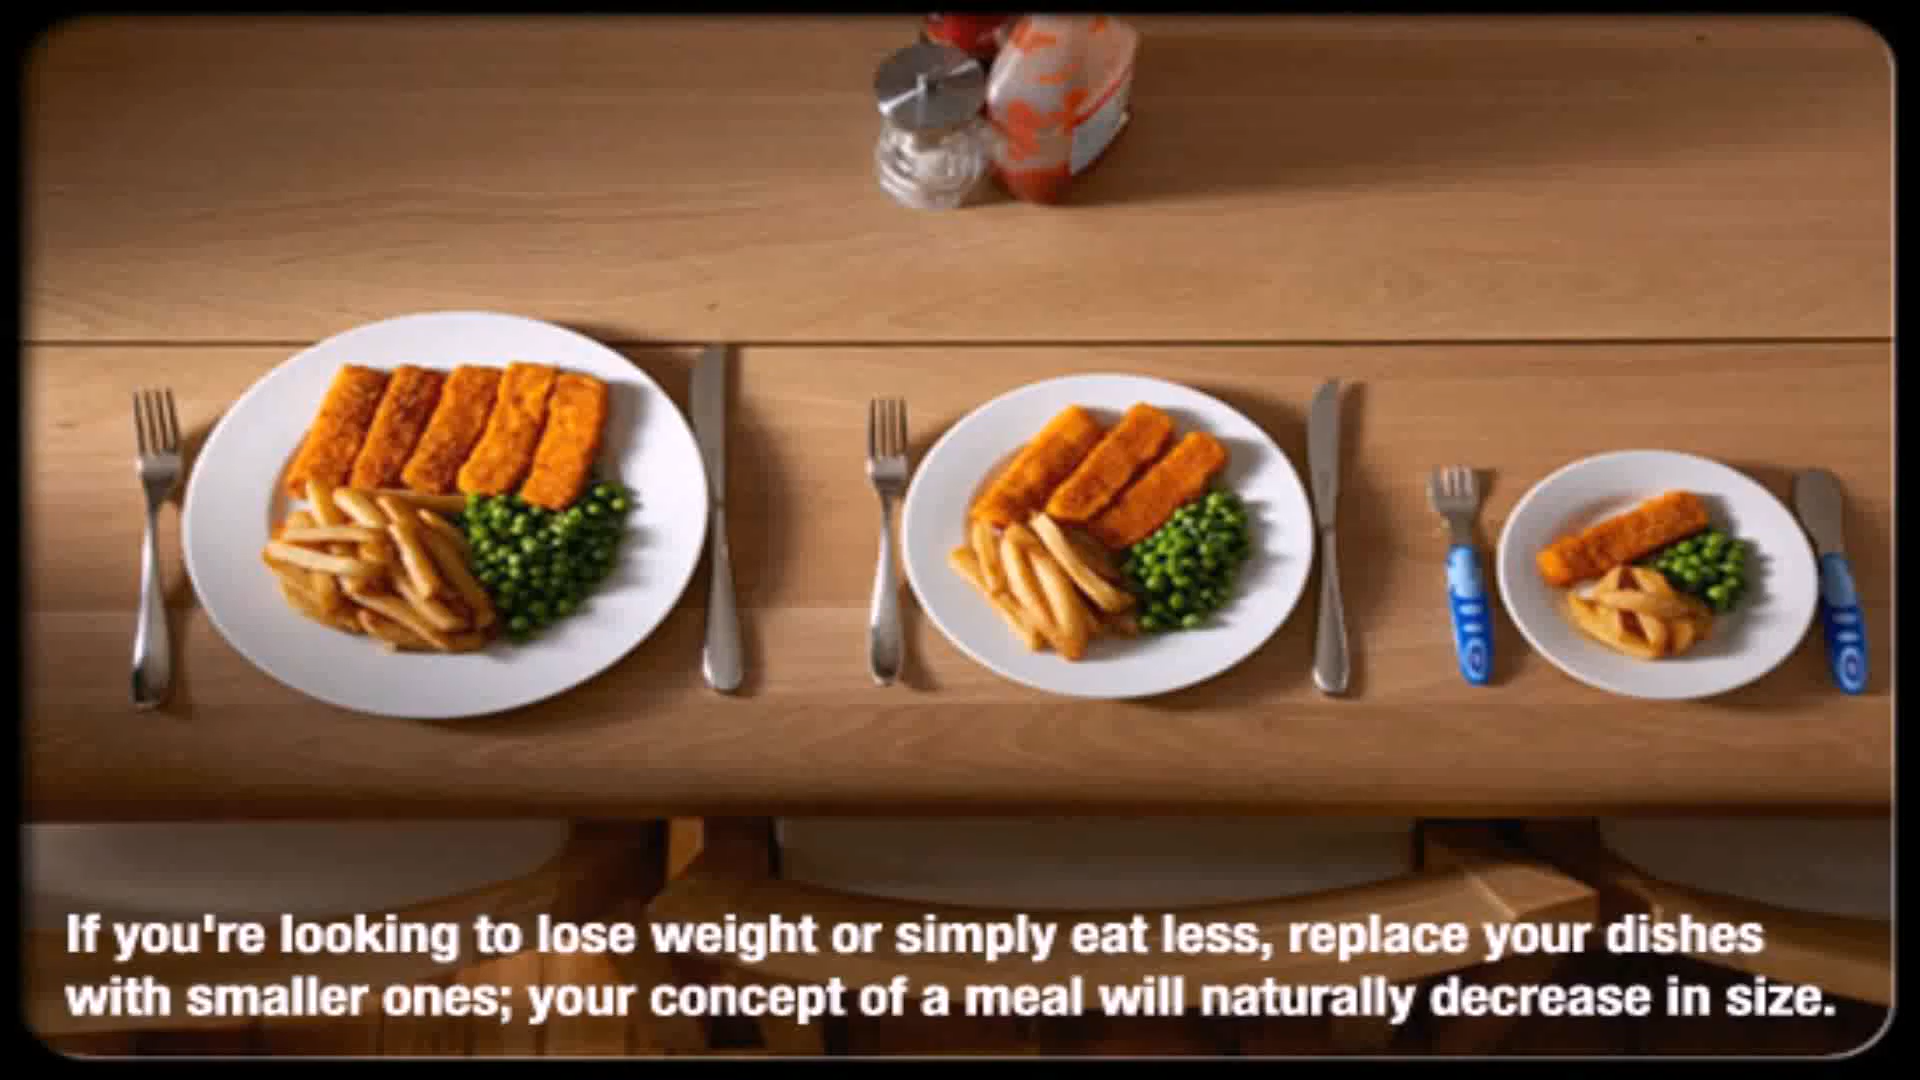 If you're looking to lose weight or simply eat less, replace your dishes
with smaller ones; your concept of a meal will naturally decrease in size.